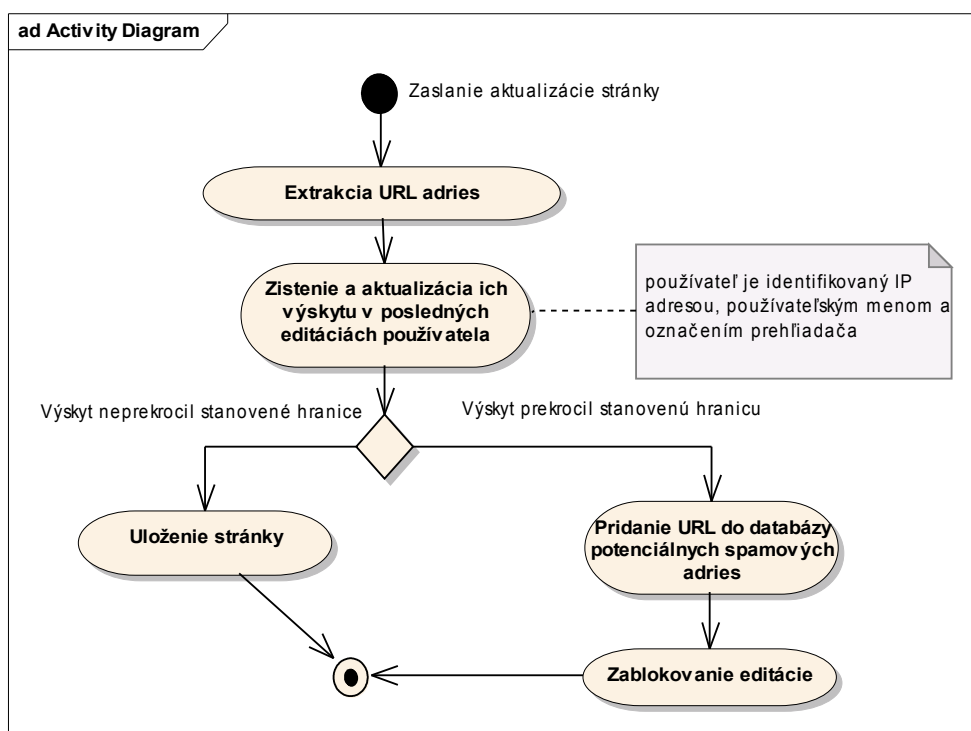 ad Activity Diagram
Zaslanie aktualizácie stránky
Extrakcia URL adries
Zistenie a aktualizácia ich
výskytu v posledných
editáciách používatela
používateľ je identifikovaný IP
adresou, používateľským menom a
označením prehľiadača
Výskyt neprekrocil stanovené hranice
Výskyt prekrocil stanovenú hranicu
Uloženie stránky
Pridanie URL do databázy
potenciálnych spamových
adries
Zablokovanie editácie